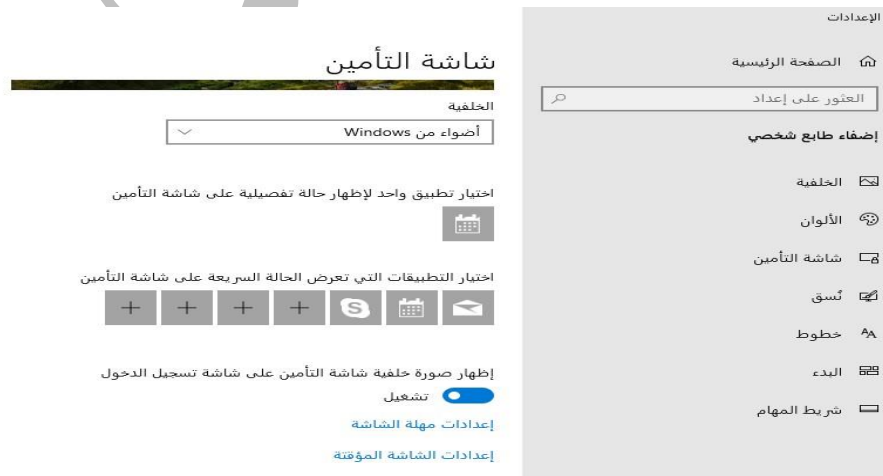 الإعدادات
الصفحة الرئيسية
العثور على إعداد
إضفاء طابع شخصي
الخلفية
الألوان
شاشة التأمين
نُسق
خطوط
البدء
شريط المهام
شاشة التأمين
الخلفية
أضواء من Windows
اختيار تطبيق واحد لإظهار حالة تفصيلية على شاشة التأمين
اختيار التطبيقات التي تعرض الحالة السريعة على شاشة التأمين
إظهار صورة خلفية شاشة التأمين على شاشة تسجيل الدخول
تشغيل
إعدادات مهلة الشاشة
إعدادات الشاشة المؤقتة